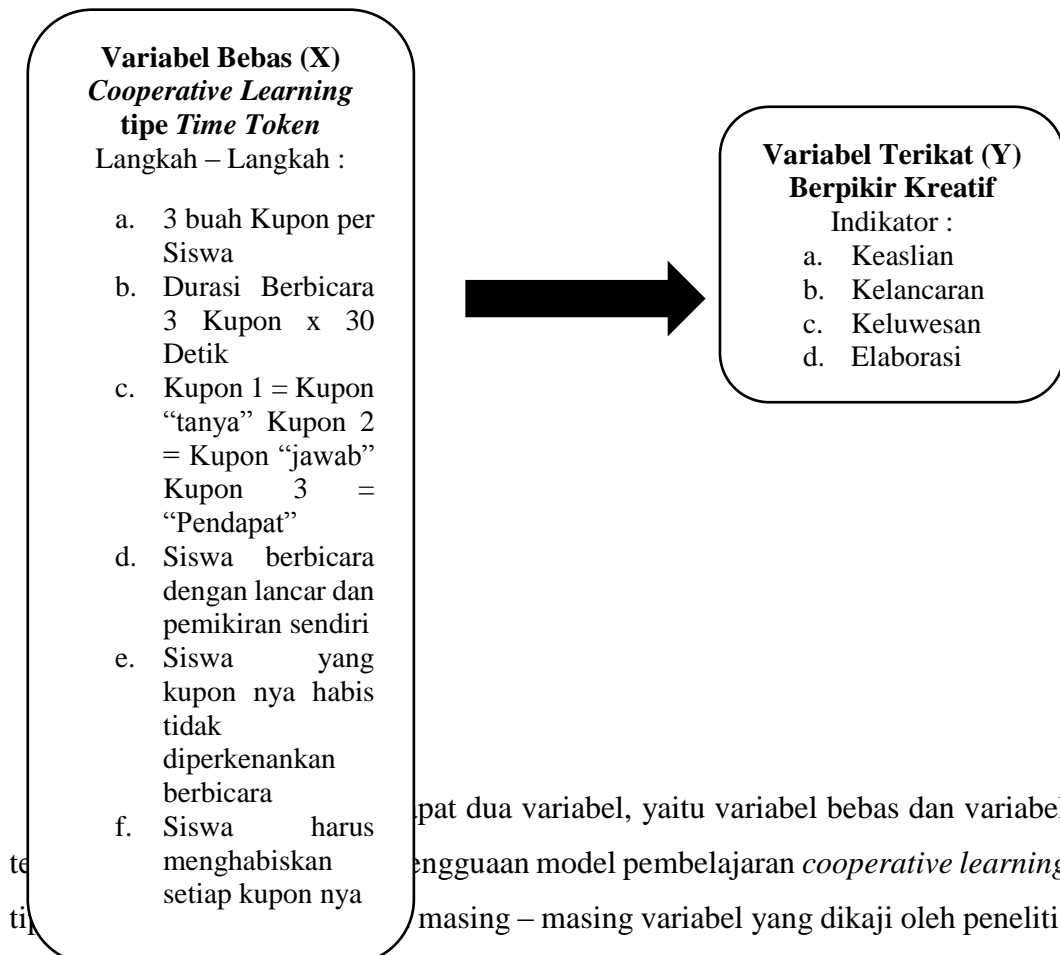 Variabel Bebas (X)
Cooperative Learning
tipe Time Token
Langkah – Langkah :
a. 3 buah Kupon per
Siswa
b. Durasi Berbicara
3 Kupon x 30
Detik
c. Kupon 1 = Kupon
“tanya” Kupon 2
= Kupon “jawab”
Kupon 3 =
“Pendapat”
d. Siswa berbicara
dengan lancar dan
pemikiran sendiri
e. Siswa yang
kupon nya habis
tidak
diperkenankan
berbicara
f. Siswa harus
menghabiskan
setiap kupon nya
Variabel Terikat (Y)
Berpikir Kreatif
Indikator :
a. Keaslian
b. Kelancaran
c. Keluwesan
d. Elaborasi
dua variabel, yaitu variabel bebas dan variabel
model pembelajaran cooperative learning
masing – masing variabel yang dikaji oleh peneliti